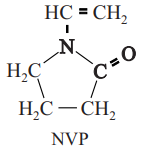 HC=CH₂
N
H₂C C O
H₂C—CH₂
NVP